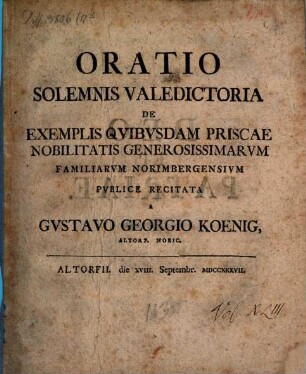 ORATIO
SOLEMNIS VALEDICTORIA
DE
EXEMPLIS QVIBVSDAM PRISCAE
NOBILITATIS GENEROSISSIMARVM
FAMILIARVM NORIMBERGENSIVM
PVBLICE RECITATA
A
GVSTAVO GEORGIO KOENIG,
ALTORF. NORIC.
ALTORFII. die XVIII. Septembr. MDCCXXXVII.